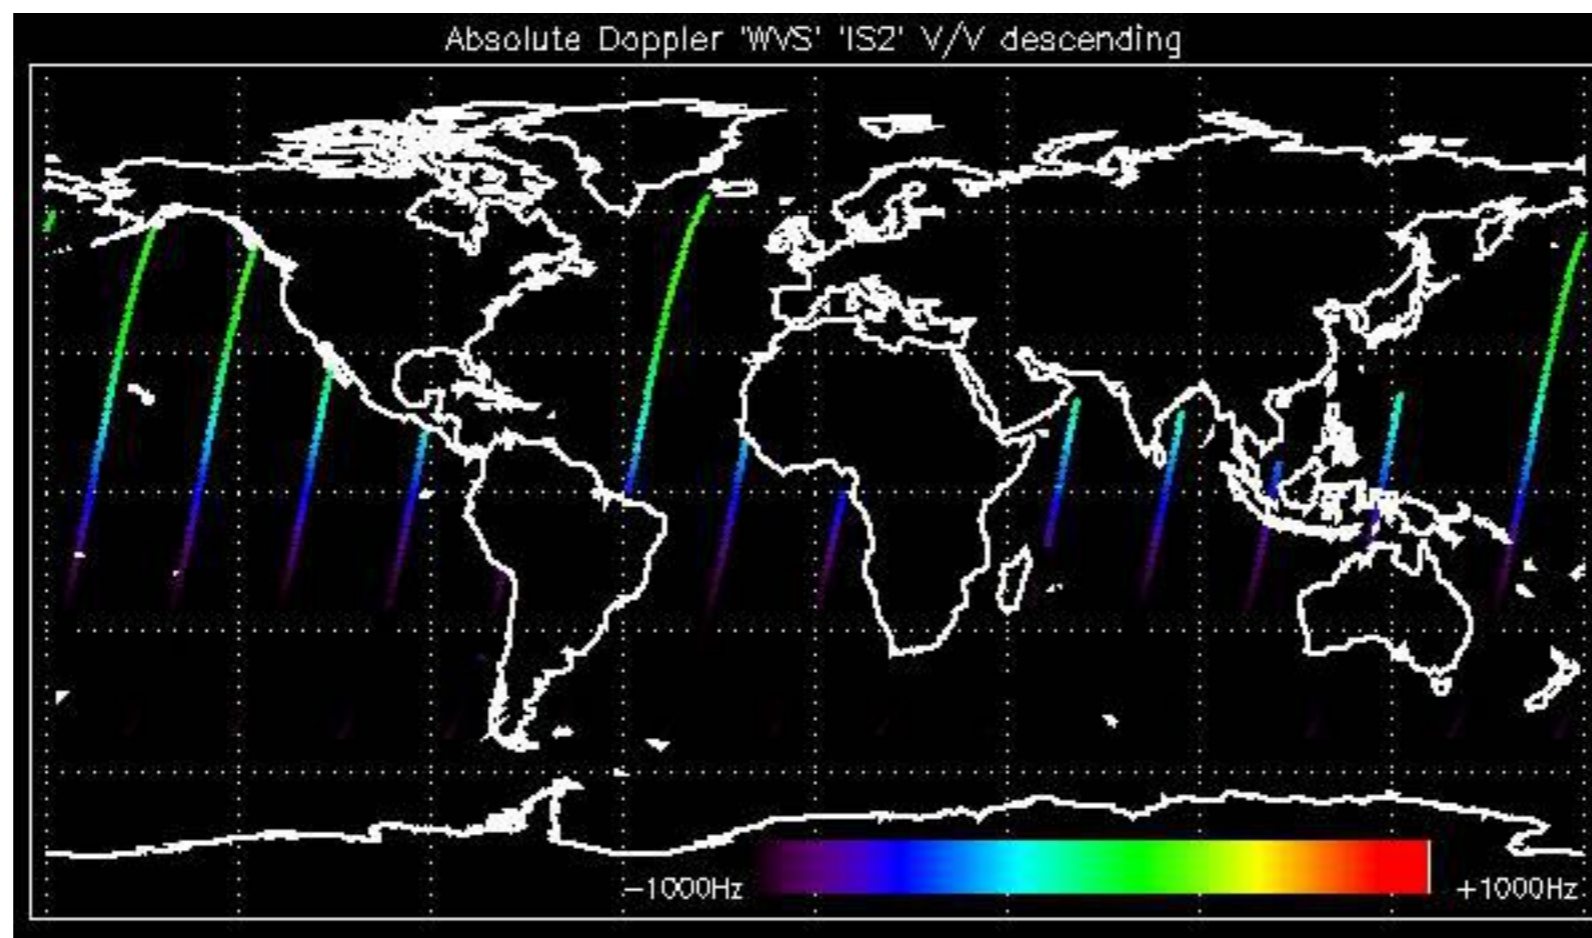 Absolute Doppler 'WVS' 'IS2' V/V descending
-1000Hz +1000Hz